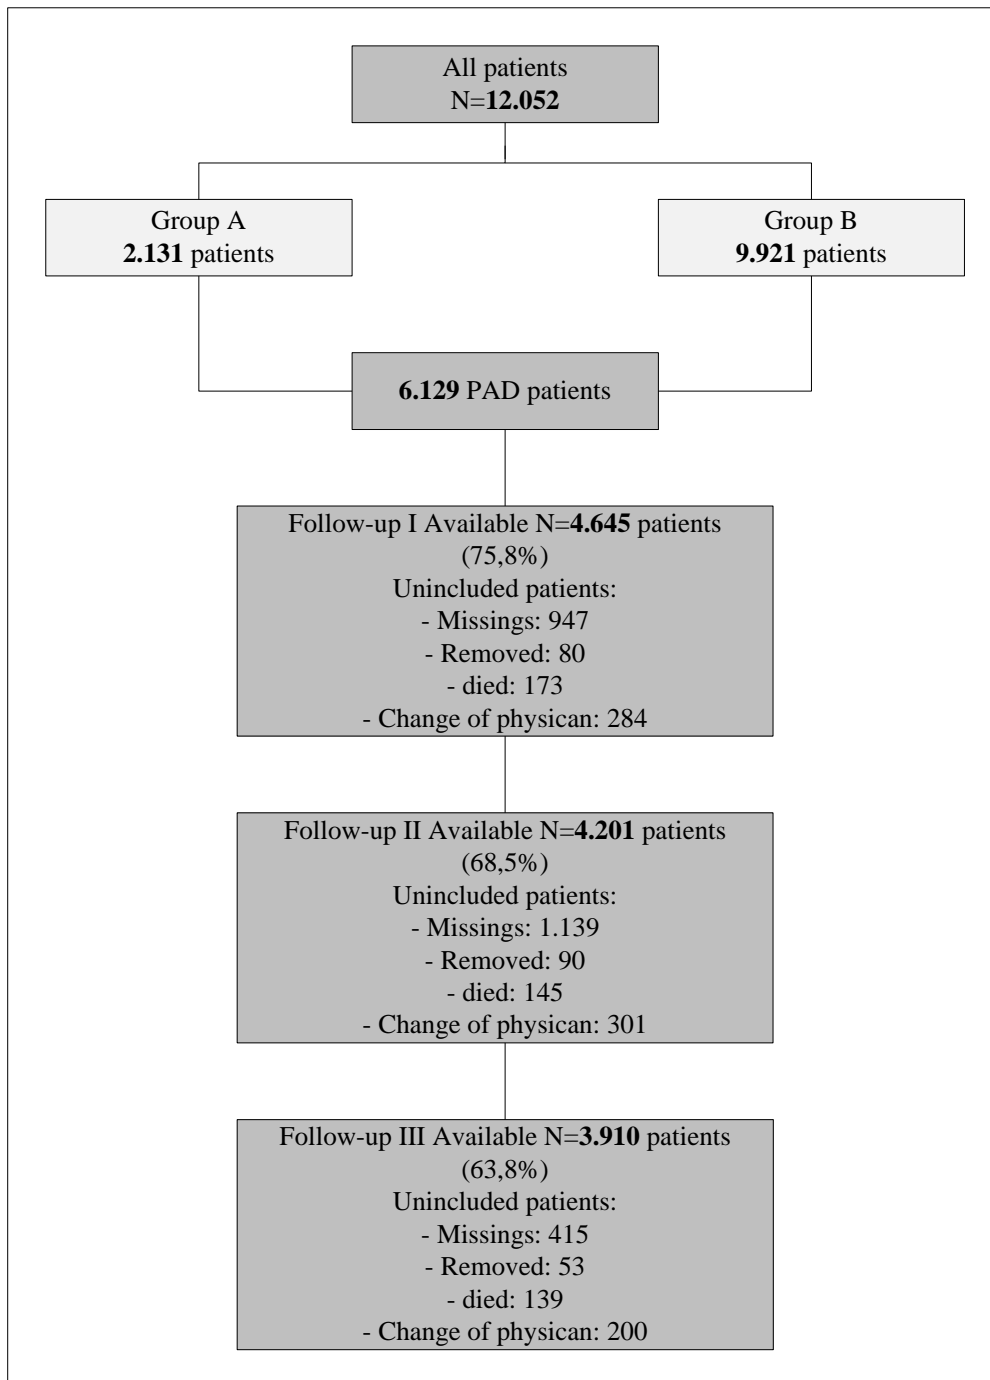 All patients
N=12.052
Group A
2.131 patients
Group B
9.921 patients
6.129 PAD patients
Follow-up I Available N=4.645 patients
(75,8%)
Unincluded patients:
- Missings: 947
- Removed: 80
- died: 173
- Change of physican: 284
Follow-up II Available N=4.201 patients
(68,5%)
Unincluded patients:
- Missings: 1.139
- Removed: 90
- died: 145
- Change of physican: 301
Follow-up III Available N=3.910 patients
(63,8%)
Unincluded patients:
- Missings: 415
- Removed: 53
- died: 139
- Change of physican: 200